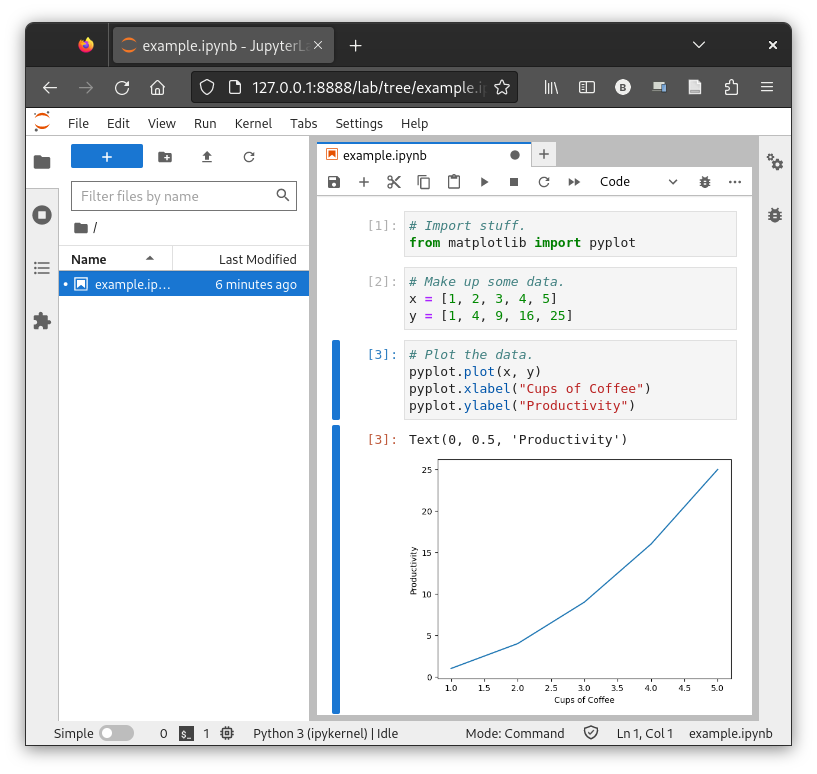 example.ipynb - JupyterLa
127.0.0.1:8888/lab/tree/example.i
File Edit View Run Kernel Tabs Settings Help
Filter files by name
/
Name Last Modified
example.ip… 6 minutes ago
example.ipynb
Code
[1]: # Import stuff.
from matplotlib import pyplot
[2]: # Make up some data.
x = [1, 2, 3, 4, 5]
y = [1, 4, 9, 16, 25]
[3]: # Plot the data.
pyplot.plot(x, y)
pyplot.xlabel("Cups of Coffee")
pyplot.ylabel("Productivity")
[3]: Text(0, 0.5, 'Productivity')
25
20
15
10
5
0
Productivity
1.0 1.5 2.0 2.5 3.0 3.5 4.0 4.5 5.0
Cups of Coffee
Simple 0 $_ 1 Python 3 (ipykernel) | Idle Mode: Command Ln 1, Col 1 example.ipynb